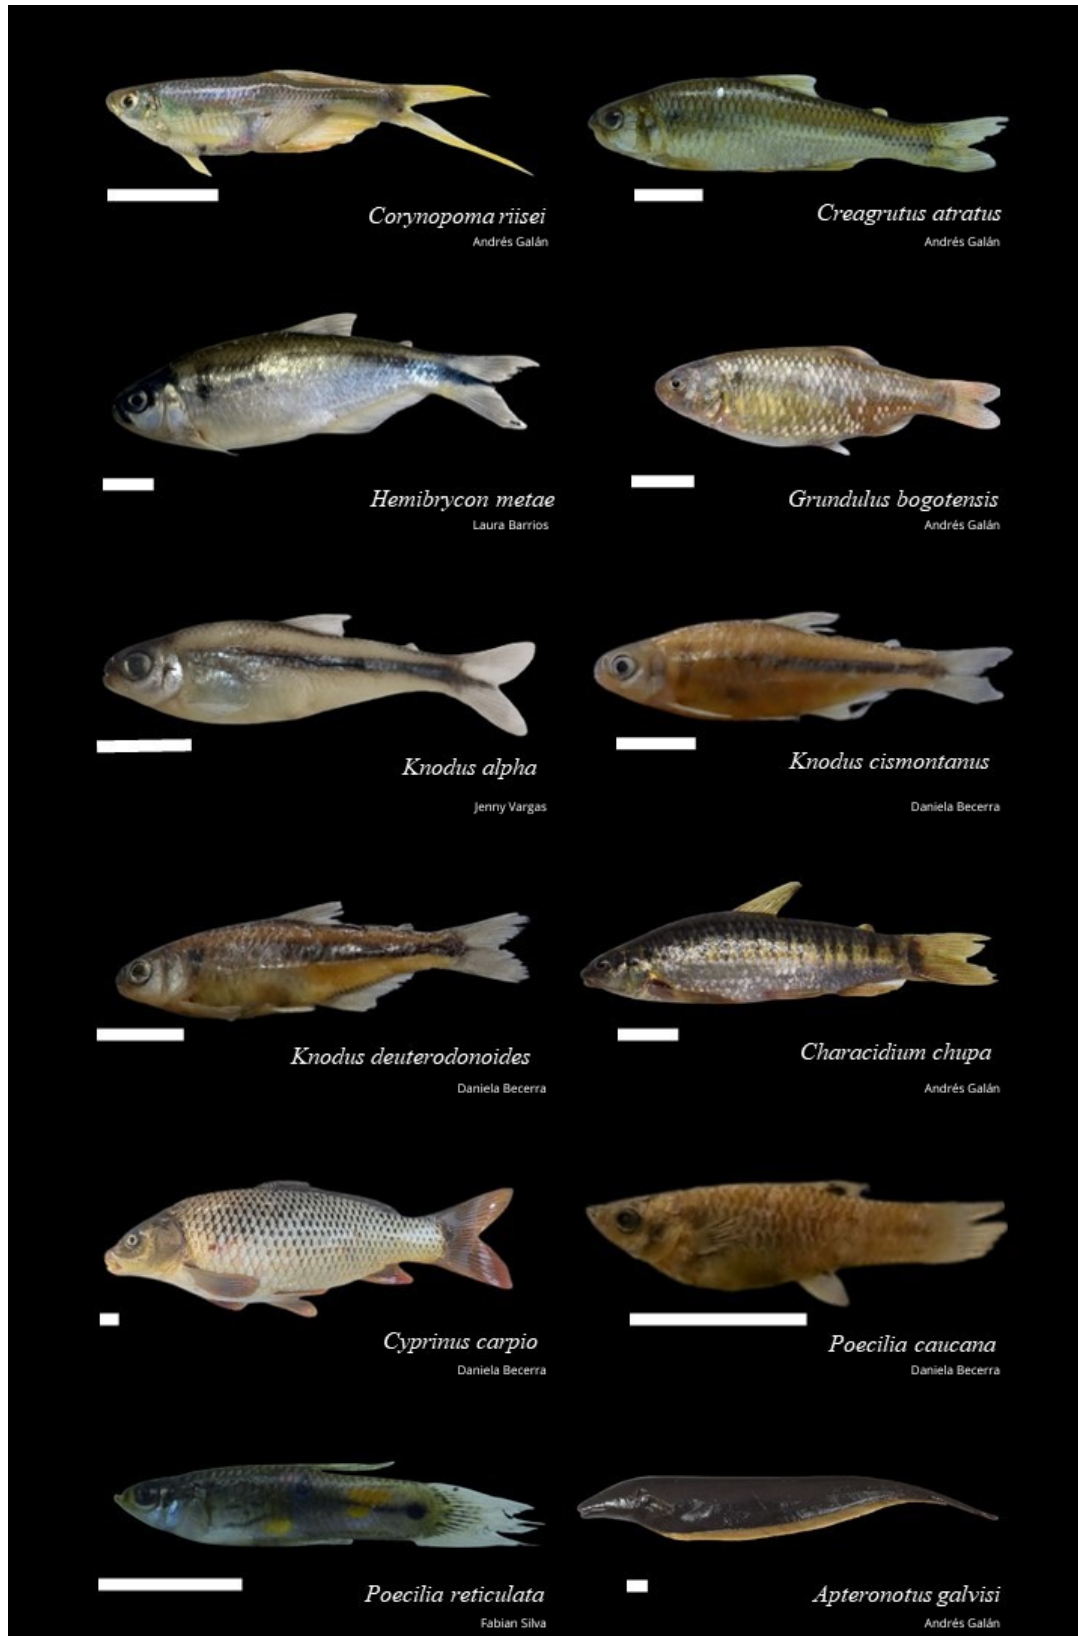 Corynopoma riisei
Andrés Galán
Creagrutus atratus
Andrés Galán
Hemibrycon metae
Laura Barrios
Grundulus bogotensis
Andrés Galán
Knodus alpha
Jenny Vargas
Knodus cismontanus
Daniela Becerra
Knodus deuterodonoides
Daniela Becerra
Characidium chupa
Andrés Galán
Cyprinus carpio
Daniela Becerra
Poecilia caucana
Daniela Becerra
Poecilia reticulata
Fabian Silva
Apteronotus galvisi
Andrés Galán